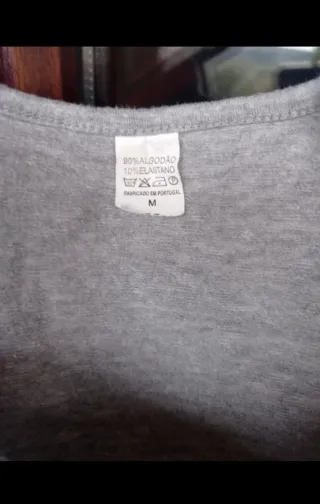 90%ALGODÃO
10%ELASTANO
FABRICADO EM PORTUGAL
M